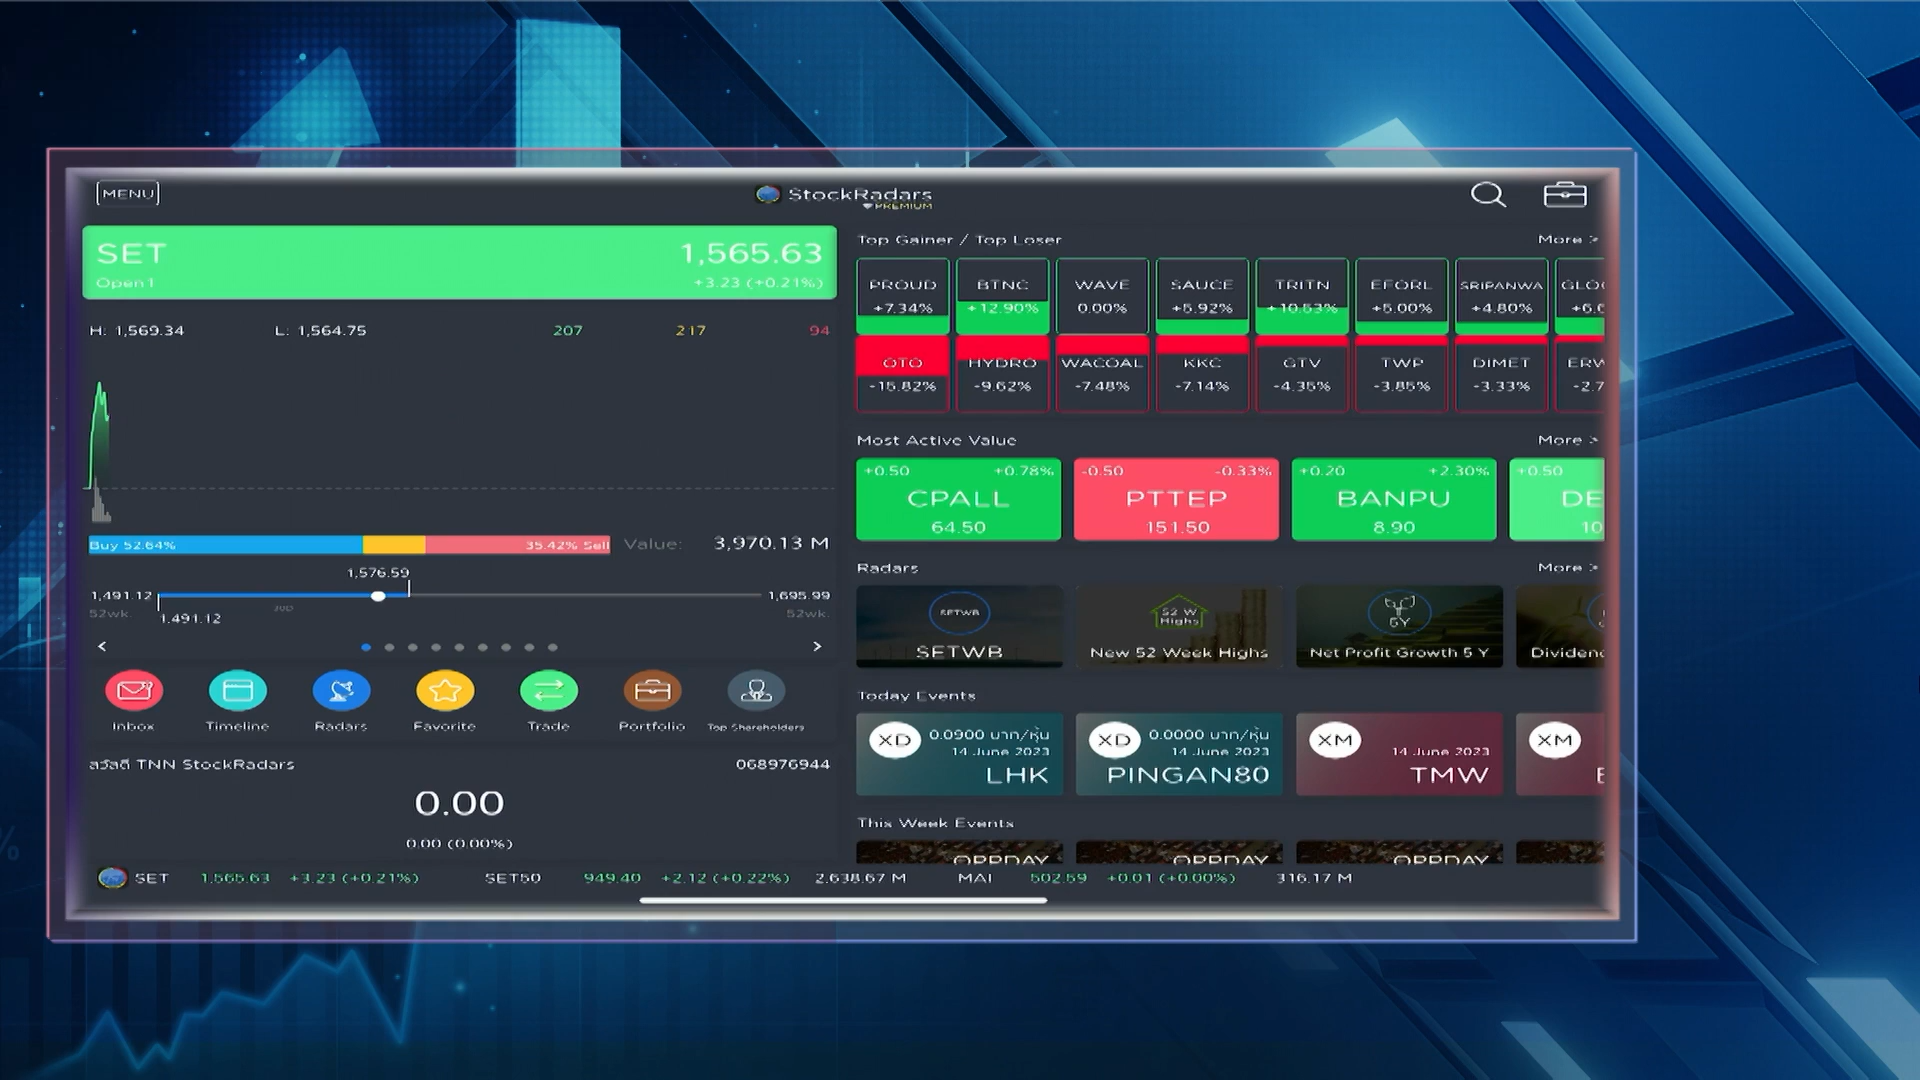 MENU
StockRadars
PREMIUM
SET 1,565.63
Open1 +3.23 (+0.21%)
H: 1,569.34 L: 1,564.75 207 217 94
Buy 52.64% 35.42% Sell Value: 3,970.13 M
1,576.59
1,491.12 1,695.99
52wk. 1,491.12 20D 52wk.
Inbox Timeline Radars Favorite Trade Portfolio Top Shareholders
สวัสดี TNN StockRadars 068976944
0.00
0.00 (0.00%)
Top Gainer / Top Loser More >
PROUD BTNC WAVE SAUCE TRITN EFORL SRIPANWA GLOC
+7.34% +12.90% 0.00% +5.92% +10.53% +5.00% +4.80% +6.0
OTO HYDRO WACOAL KKC GTV TWP DIMET ERW
-15.82% -9.62% -7.48% -7.14% -4.35% -3.85% -3.33% -2.7
Most Active Value More >
+0.50 +0.78% -0.50 -0.33% +0.20 +2.30% +0.50
CPALL PTTEP BANPU DE
64.50 151.50 8.90 10
Radars More >
SETWB 52 W Highs 5Y
SETWB New 52 Week Highs Net Profit Growth 5 Y Dividen
Today Events
XD 0.0900 บาท/หุ้น XD 0.0000 บาท/หุ้น XM XM
14 June 2023 14 June 2023 14 June 2023
LHK PINGAN80 TMW
This Week Events
OPPDAY OPPDAY OPPDAY
SET 1,565.63 +3.23 (+0.21%) SET50 949.40 +2.12 (+0.22%) 2,638.67 M MAI 502.59 +0.01 (+0.00%) 316.17 M